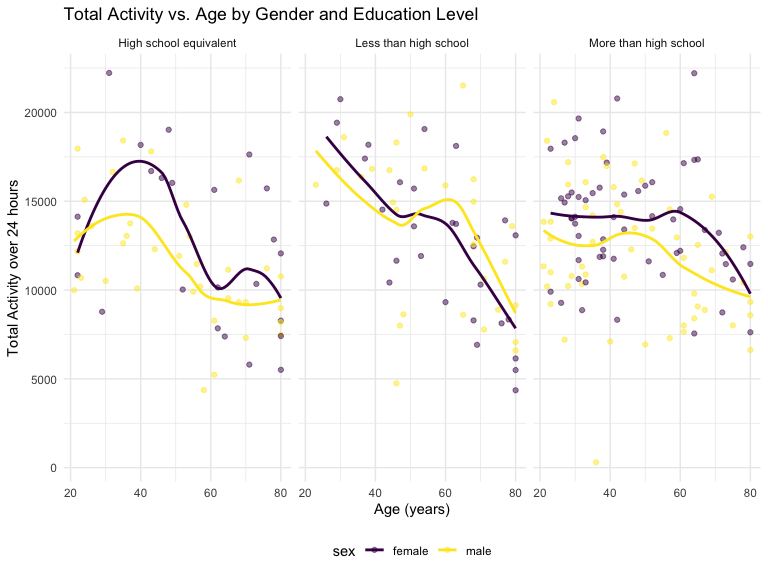 Total Activity vs. Age by Gender and Education Level
High school equivalent
Less than high school
More than high school
Total Activity over 24 hours
20000
15000
10000
5000
0
20 40 60 80
20 40 60 80
20 40 60 80
Age (years)
sex female male